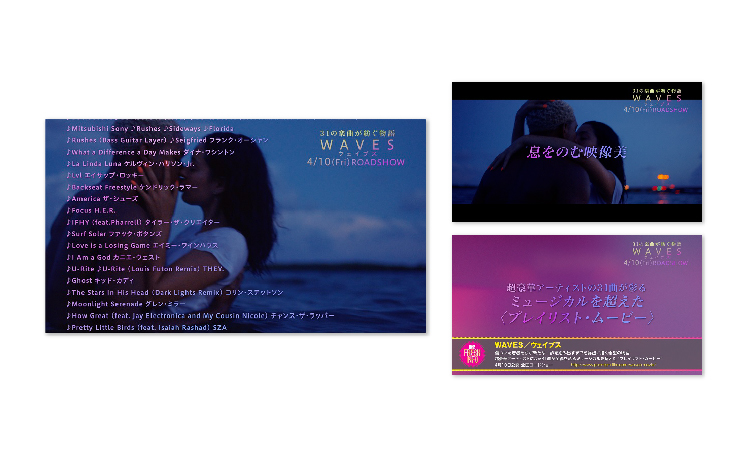 ♪Mitsubishi Sony ♪Rushes ♪Sideways ♪Florida
♪Rushes (Bass Guitar Layer) ♪Seigfried フランク・オーシャン
♪What a Difference a Day Makes ダイナ・ワシントン
♪La Linda Luna ケルヴィン・ハリソン・Jr.
♪Lvl エイサップ・ロッキー
♪Backseat Freestyle ケンドリック・ラマー
♪America ザ・シューズ
♪Focus H.E.R.
♪IFHY (feat.Pharrell) タイラー・ザ・クリエイター
♪Surf Solar ファック・ボタンズ
♪Love Is a Losing Game エイミー・ワインハウス
♪I Am a God カニエ・ウェスト
♪U-Rite ♪U-Rite (Louis Futon Remix) THEY.
♪Ghost キッド・カディ
♪The Stars In His Head (Dark Lights Remix) コリン・ステットソン
♪Moonlight Serenade グレン・ミラー
♪How Great (feat. Jay Electronica and My Cousin Nicole) チャンス・ザ・ラッパー
♪Pretty Little Birds (feat. Isaiah Rashad) SZA
31の楽曲が紡ぐ物語
WAVES
ウェイブス
4/10(Fri)ROADSHOW
31の楽曲が紡ぐ物語
WAVES
4/10(Fri)ROADSHOW
息をのむ映像美
31の楽曲が紡ぐ物語
WAVES
4/10(Fri)ROADSHOW
超豪華アーティストの31曲が彩る
ミュージカルを超えた
〈プレイリスト・ムービー〉
WAVES／ウェイブス